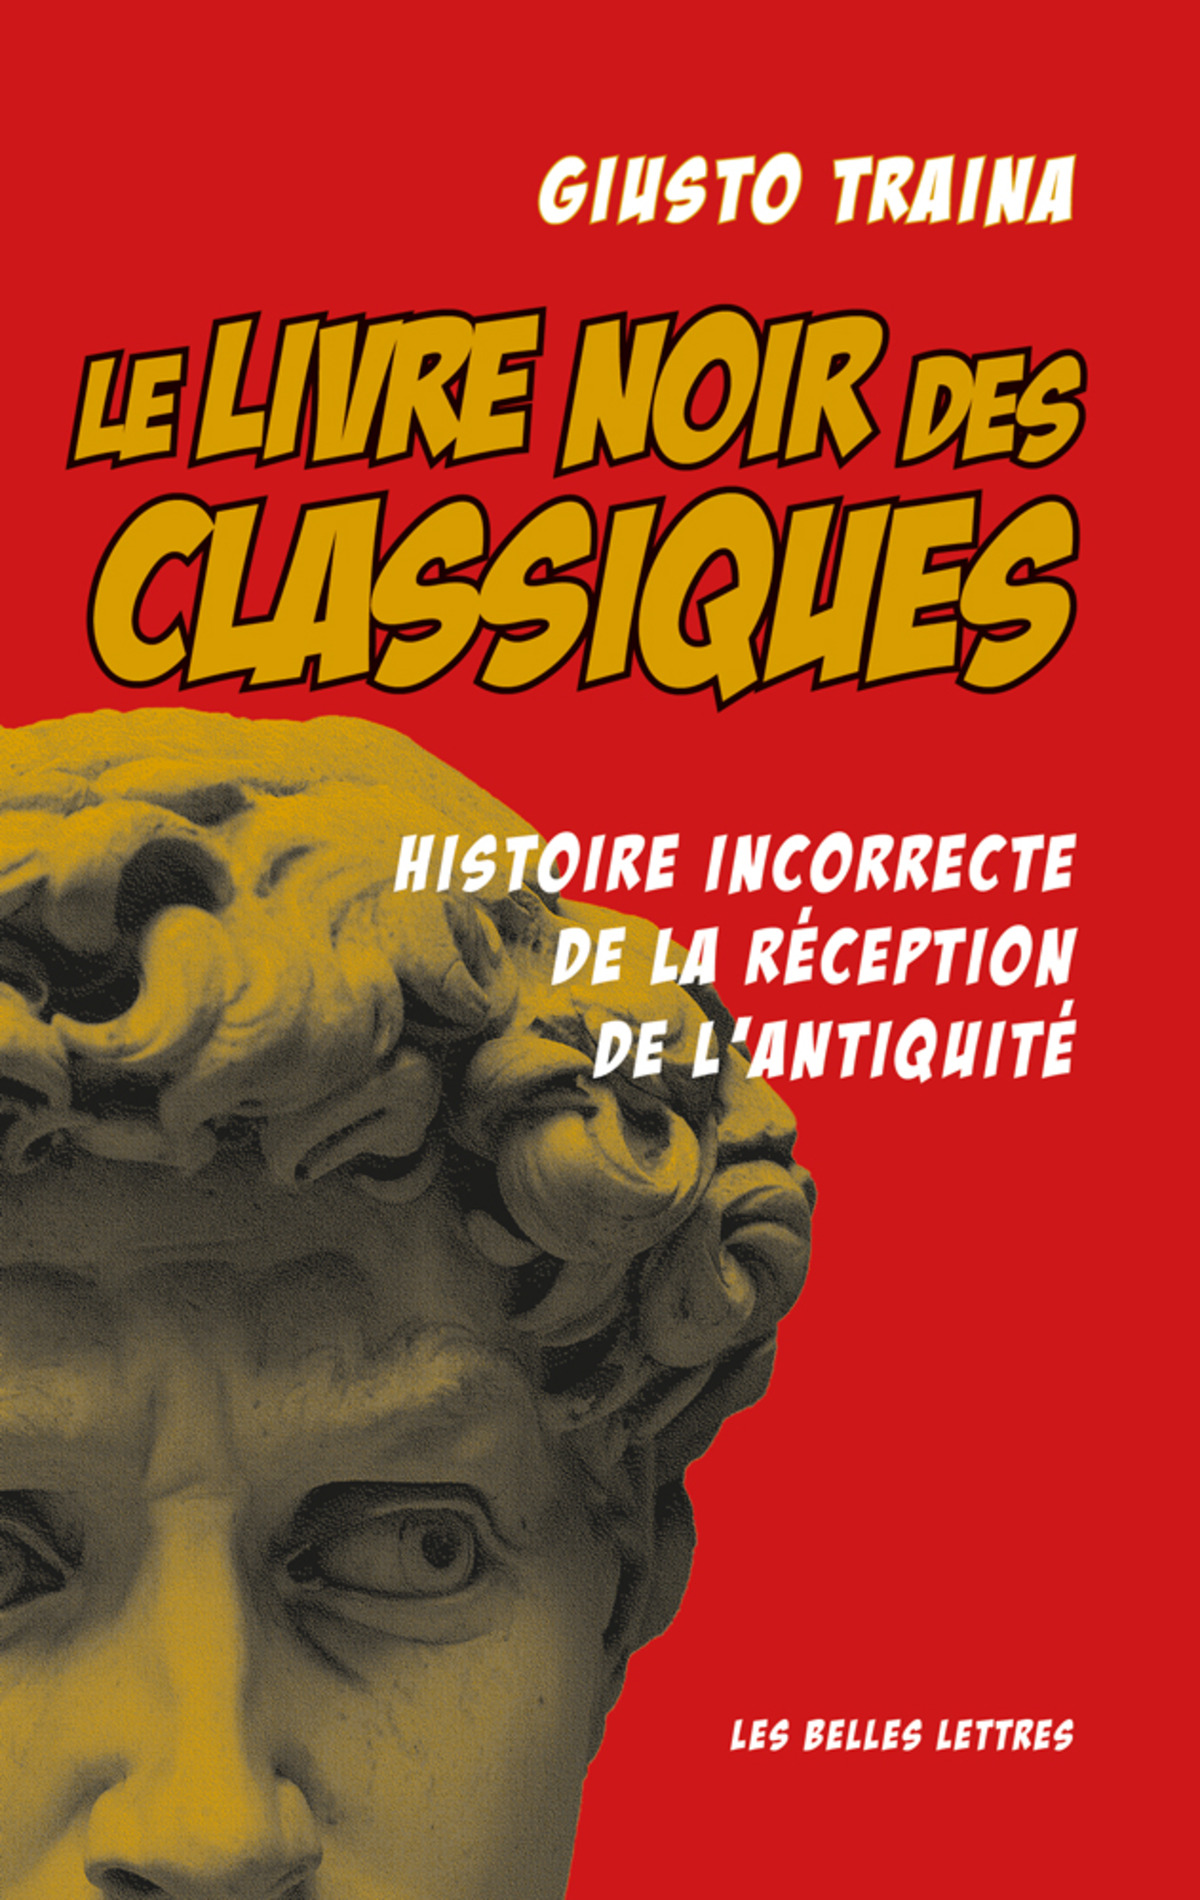 GIUSTO TRAINA
LE LIVRE NOIR DES
CLASSIQUES
HISTOIRE INCORRECTE
DE LA RÉCEPTION
DE L'ANTIQUITÉ
LES BELLES LETTRES